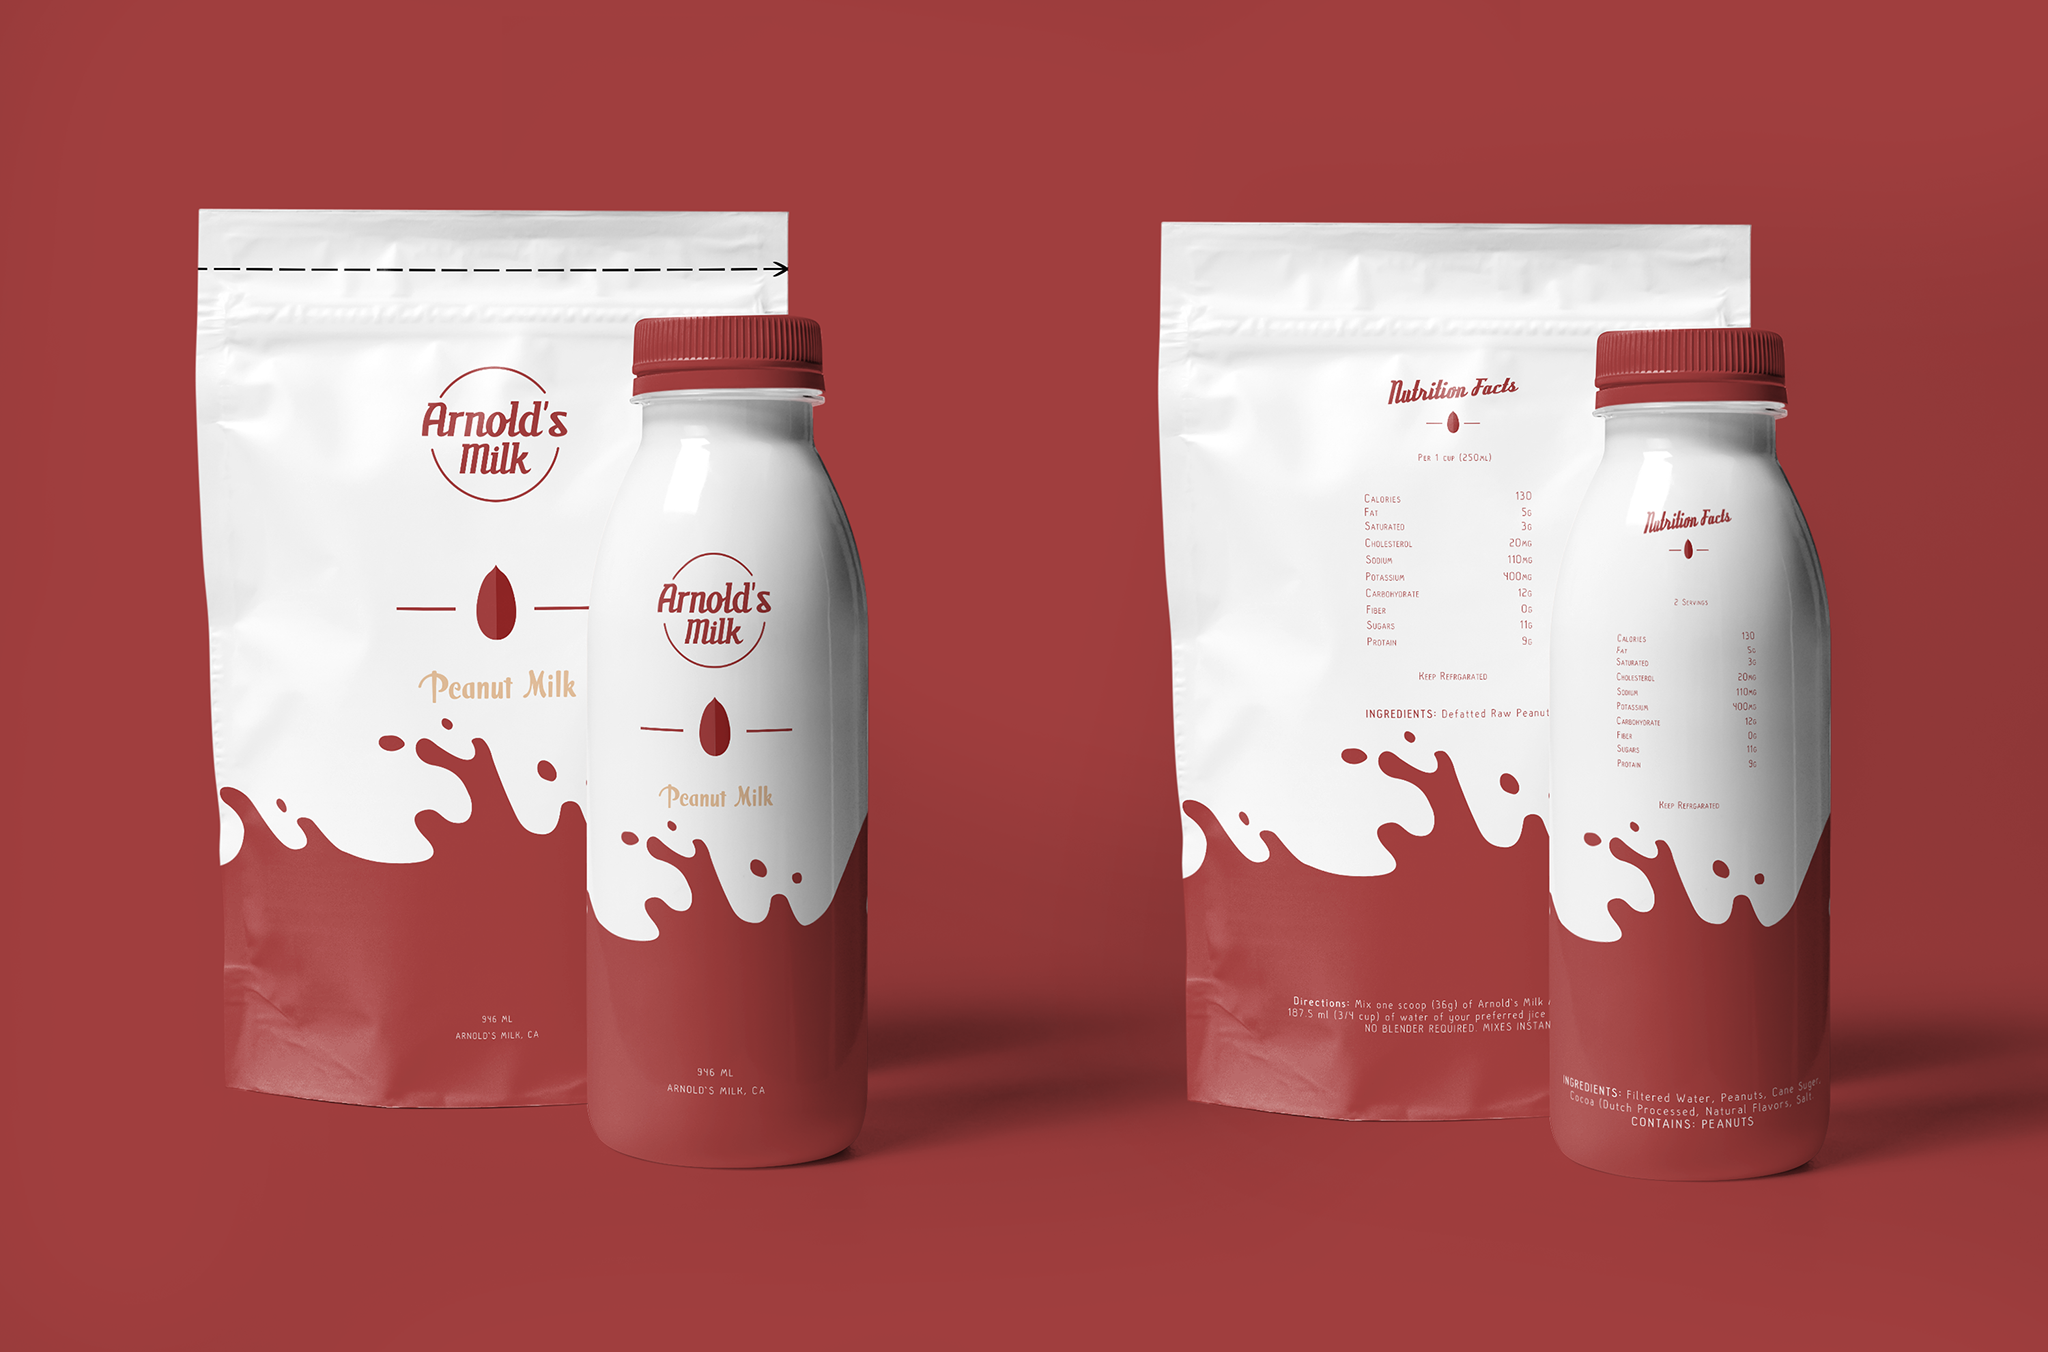 Arnold's
Milk
Peanut Milk
946 ML
ARNOLD'S MILK, CA
Arnold's
Milk
Peanut Milk
946 ML
ARNOLD'S MILK, CA
Nutrition Facts
PER 1 CUP (250ML)
CALORIES 130
FAT 5G
SATURATED 3G
CHOLESTEROL 20MG
SODIUM 110MG
POTASSIUM 400MG
CARBOHYDRATE 12G
FIBER 0G
SUGARS 11G
PROTAIN 9G
KEEP REFRGARATED
INGREDIENTS: Defatted Raw Peanut
Directions: Mix one scoop (36g) of Arnold's Milk
187.5 ml (3/4 cup) of water of your preferred jice
NO BLENDER REQUIRED. MIXES INSTAN
Nutrition Facts
2 SERVINGS
CALORIES 130
FAT 5G
SATURATED 3G
CHOLESTEROL 20MG
SODIUM 110MG
POTASSIUM 400MG
CARBOHYDRATE 12G
FIBER 0G
SUGARS 11G
PROTAIN 9G
KEEP REFRGARATED
INGREDIENTS: Filtered Water, Peanuts, Cane Suger,
Cocoa (Dutch Processed, Natural Flavors, Salt
CONTAINS: PEANUTS